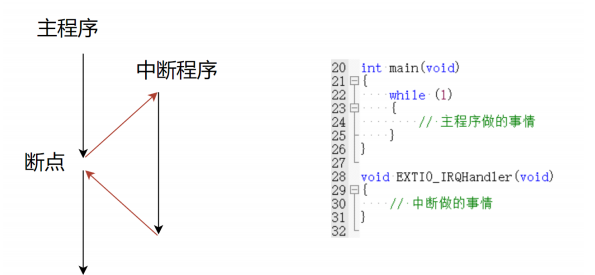 主程序
中断程序
断点
20 int main(void)
21 {
22 while (1)
23 {
24 // 主程序做的事情
25 }
26 }
27
28 void EXTI0_IRQHandler(void)
29 {
30 // 中断做的事情
31 }
32